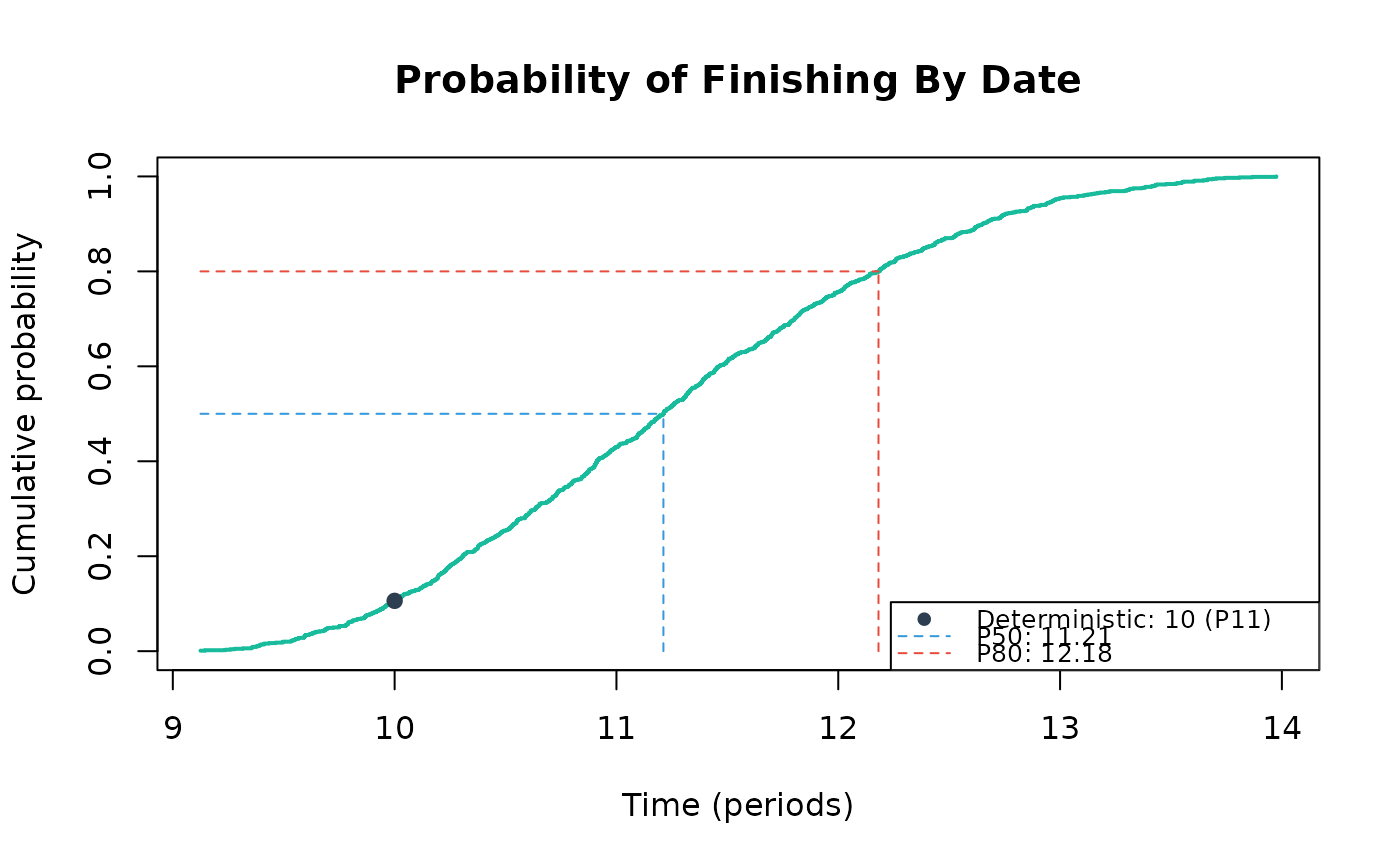 Probability of Finishing By Date
Cumulative probability
1.0
0.8
0.6
0.4
0.2
0.0
Deterministic: 10 (P11)
P50: 11.21
P80: 12.18
9 10 11 12 13 14
Time (periods)